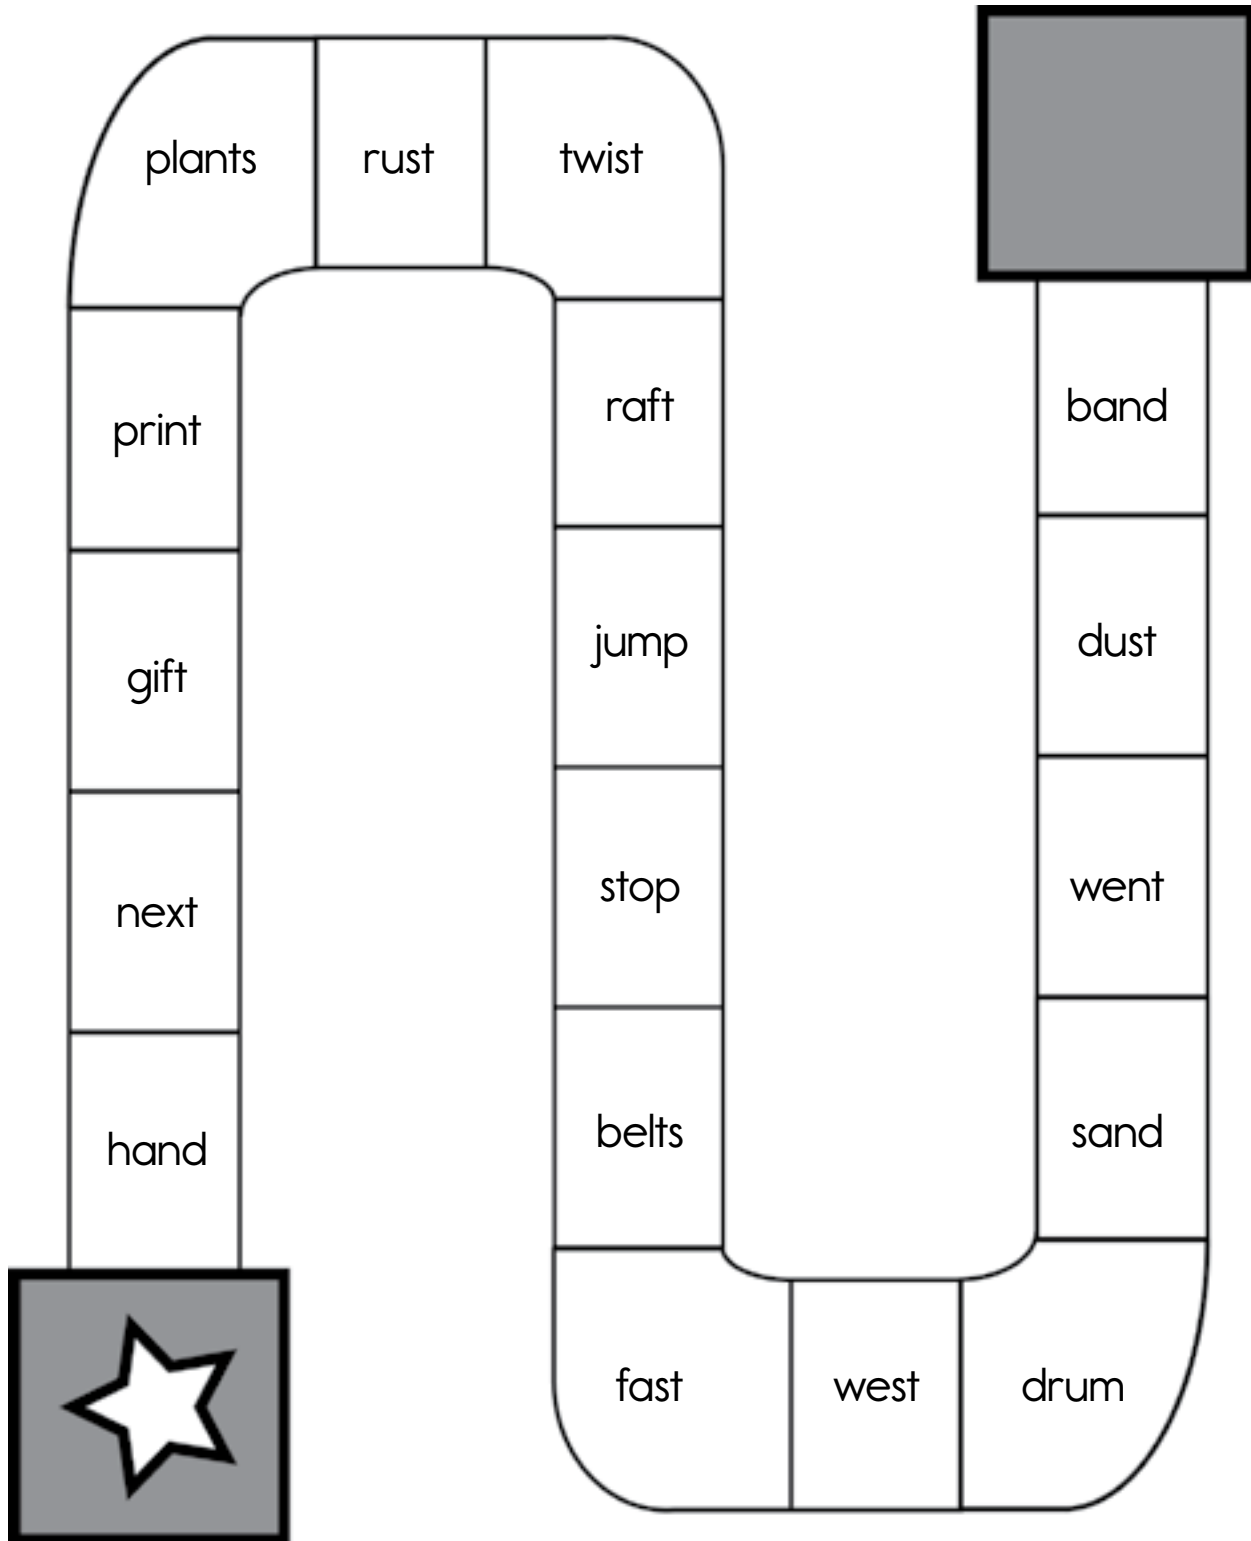 plants
rust
twist
print
raft
band
gift
jump
dust
next
stop
went
hand
belts
sand
fast
west
drum